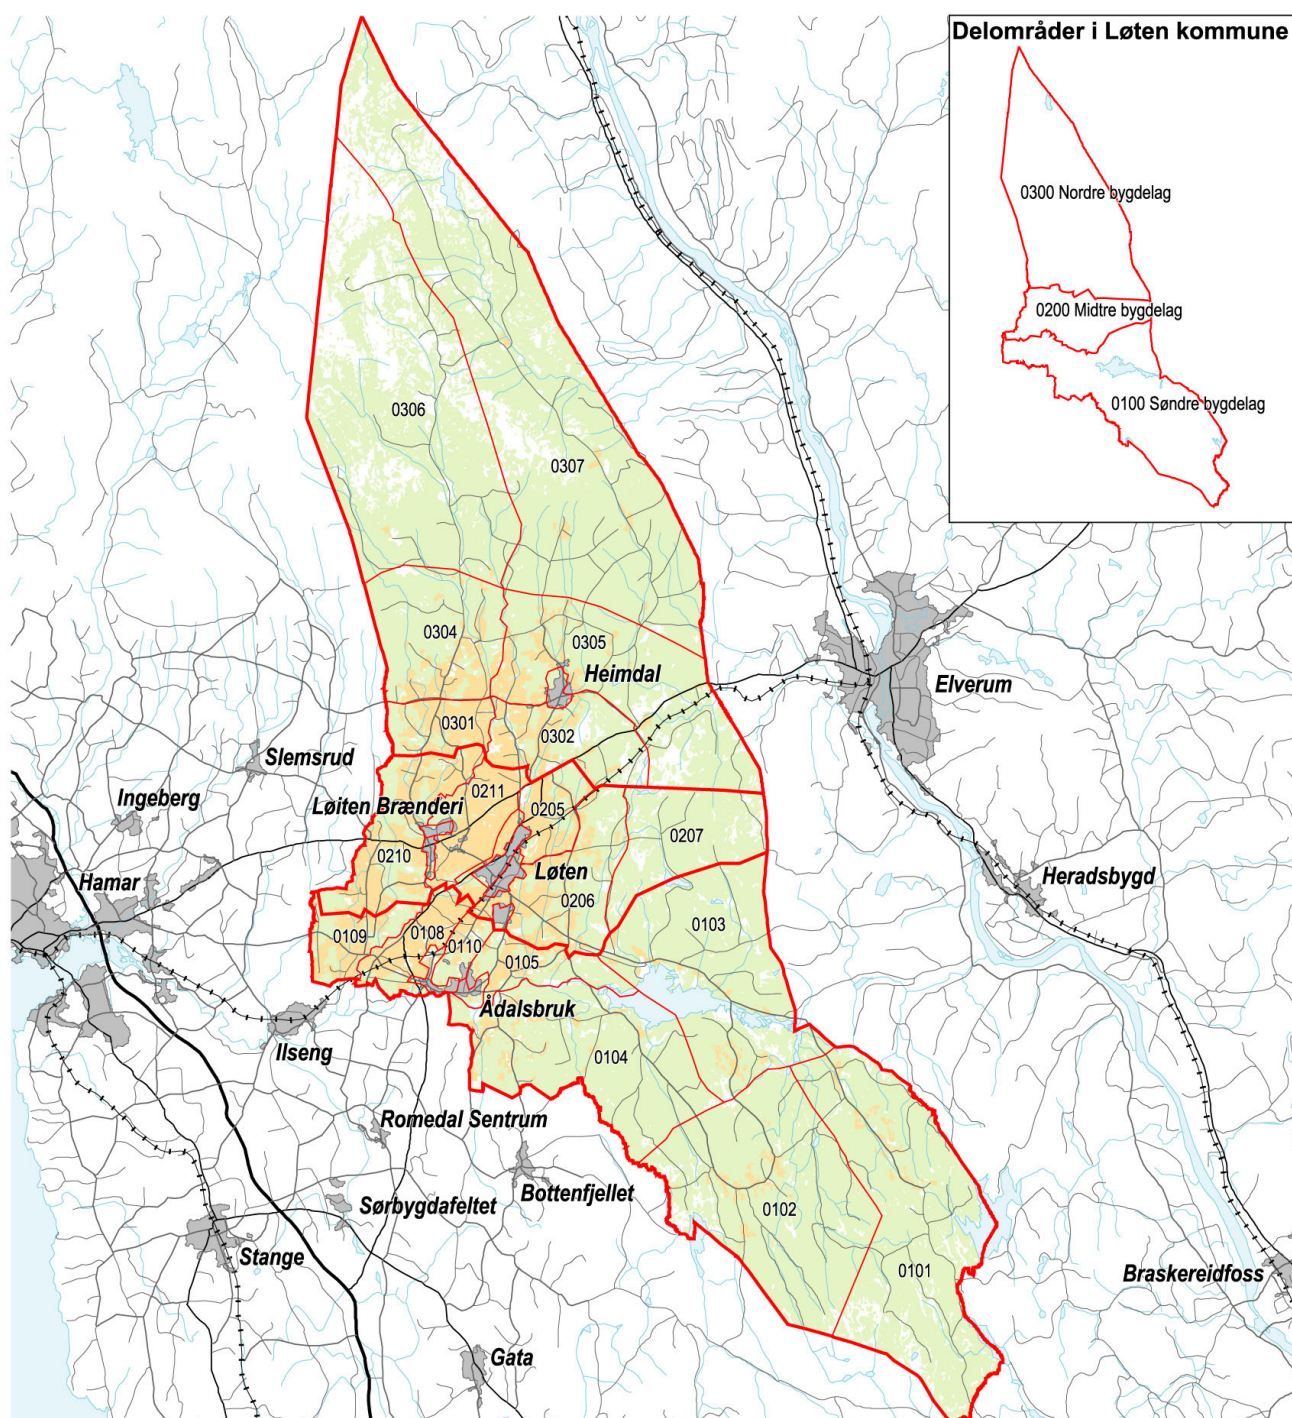 Delområder i Løten kommune
0300 Nordre bygdelag
0200 Midtre bygdelag
0100 Søndre bygdelag
0306
0307
0304
0305
Heimdal
Elverum
0301
0302
Slemsrud
Ingeberg
Løiten Brænderi
0211
0205
0207
0210
Løten
Hamar
Heradsbygd
0206
0103
0109
0108
0110
0105
Ådalsbruk
Ilseng
0104
Romedal Sentrum
Bottenfjellet
Sørbygdafeltet
0102
Stange
0101
Braskereidfoss
Gata